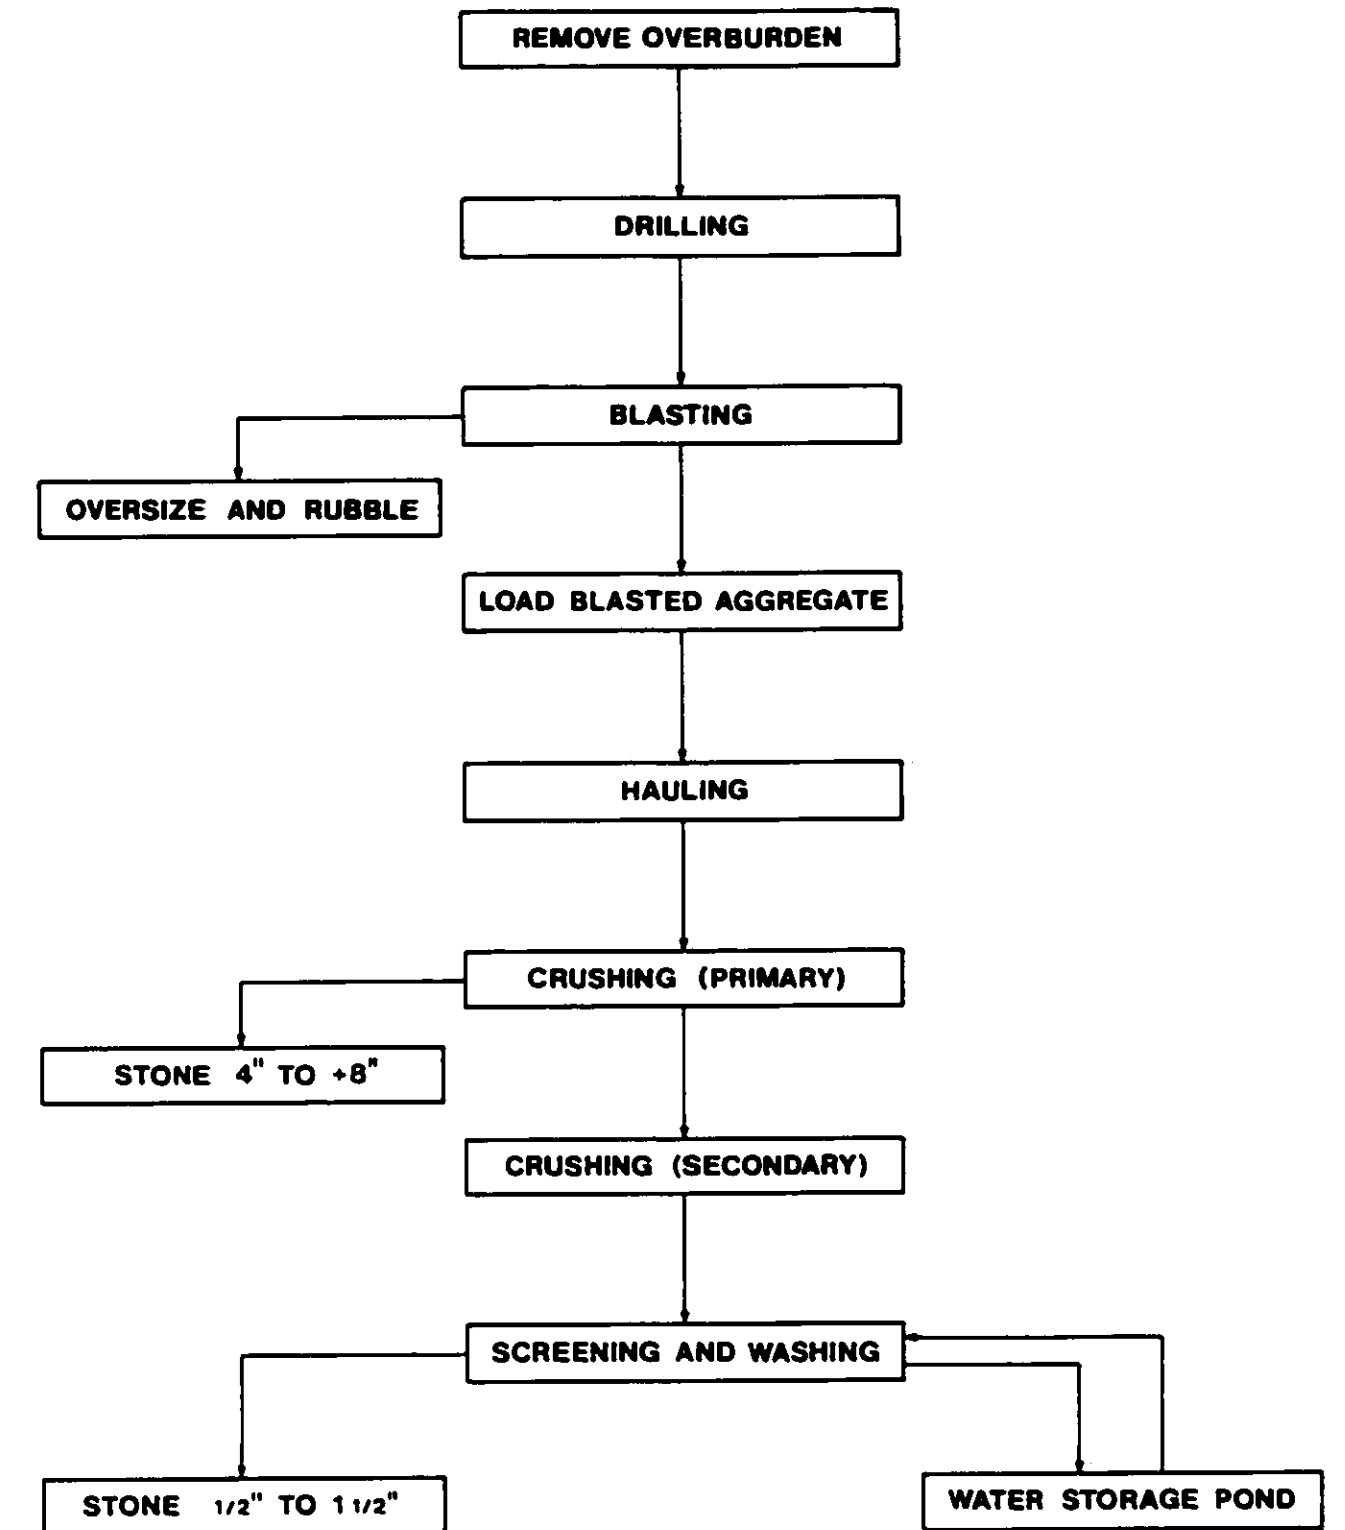 REMOVE OVERBURDEN
DRILLING
BLASTING
OVERSIZE AND RUBBLE
LOAD BLASTED AGGREGATE
HAULING
CRUSHING (PRIMARY)
STONE 4" TO +8"
CRUSHING (SECONDARY)
SCREENING AND WASHING
STONE 1/2" TO 1 1/2"
WATER STORAGE POND